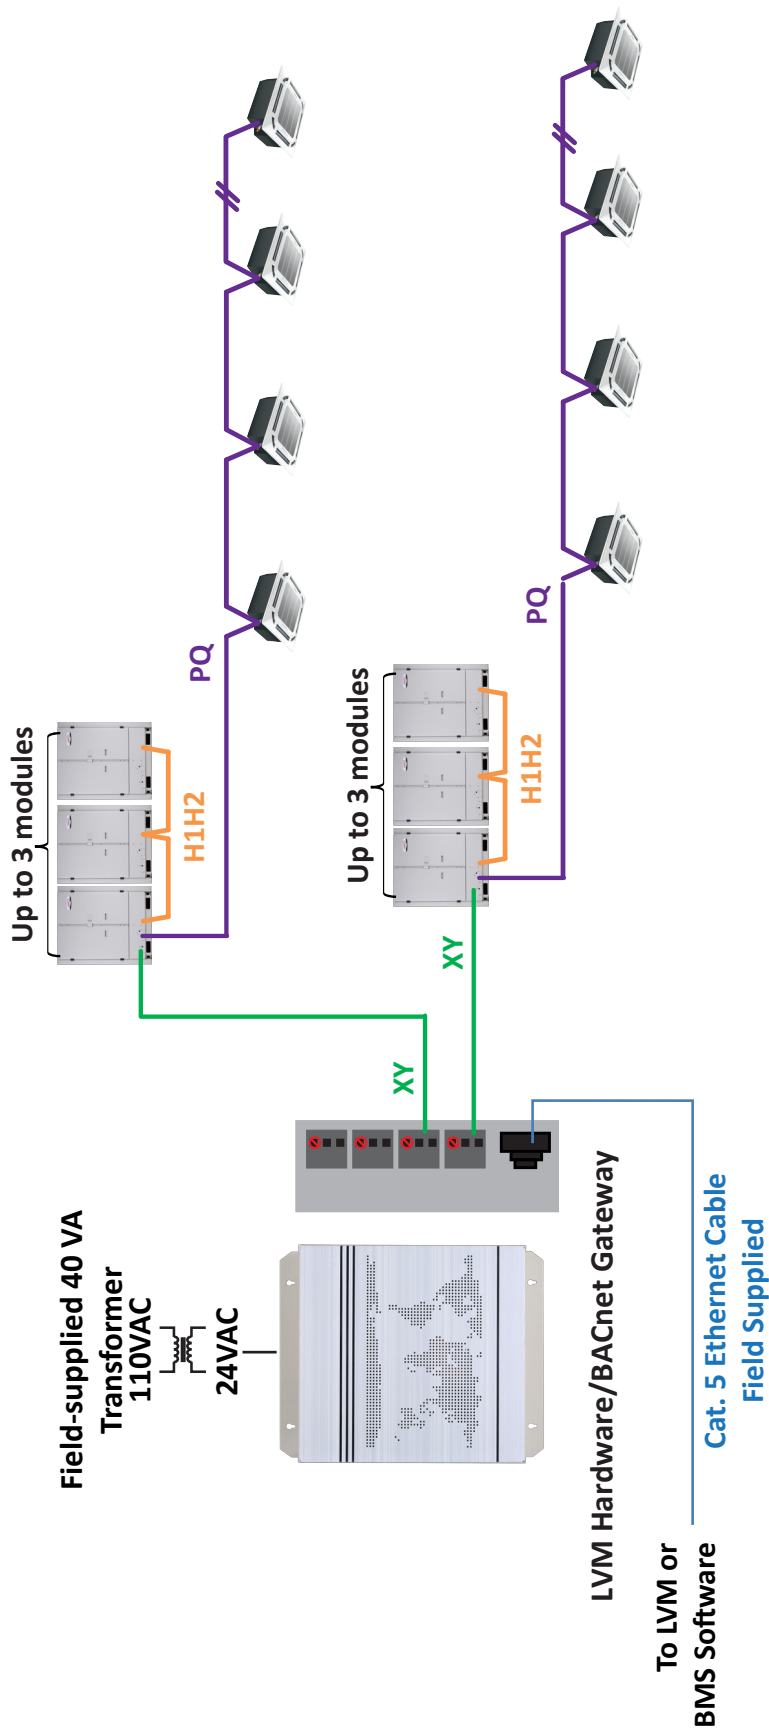 Field-supplied 40 VA
Transformer
110VAC
24VAC
LVM Hardware/BACnet Gateway
To LVM or
BMS Software
Cat. 5 Ethernet Cable
Field Supplied
XY
XY
Up to 3 modules
H1H2
PQ
Up to 3 modules
H1H2
PQ